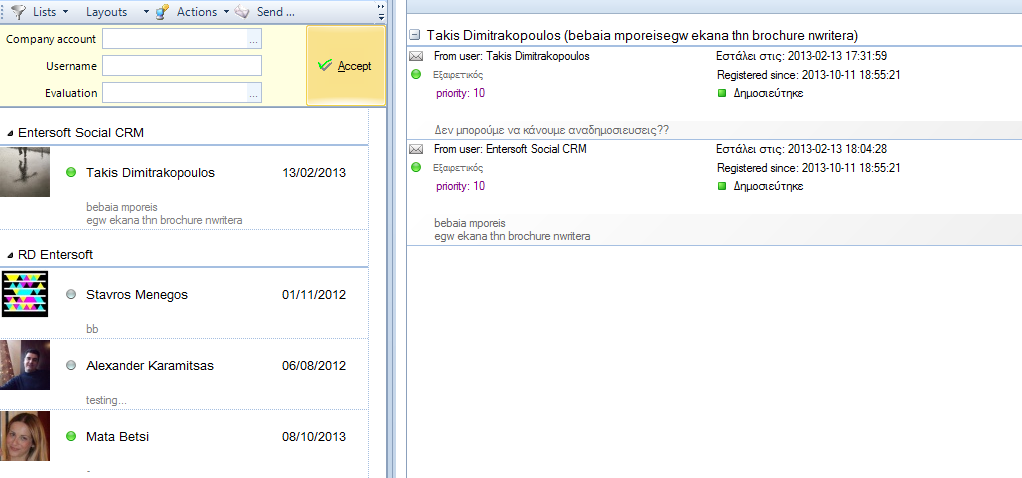 Lists Layouts Actions Send ...
Company account ...
Username
Evaluation ...
Accept
Entersoft Social CRM
Takis Dimitrakopoulos 13/02/2013
bebaia mporeis
egw ekana thn brochure nwritera
RD Entersoft
Stavros Menegos 01/11/2012
bb
Alexander Karamitsas 06/08/2012
testing...
Mata Betsi 08/10/2013
Takis Dimitrakopoulos (bebaia mporeisegw ekana thn brochure nwritera)
From user: Takis Dimitrakopoulos Εστάλει στις: 2013-02-13 17:31:59
Εξαιρετικός Registered since: 2013-10-11 18:55:21
priority: 10 Δημοσιεύτηκε
Δεν μπορούμε να κάνουμε αναδημοσιευσεις??
From user: Entersoft Social CRM Εστάλει στις: 2013-02-13 18:04:28
Εξαιρετικός Registered since: 2013-10-11 18:55:21
priority: 10 Δημοσιεύτηκε
bebaia mporeis
egw ekana thn brochure nwritera